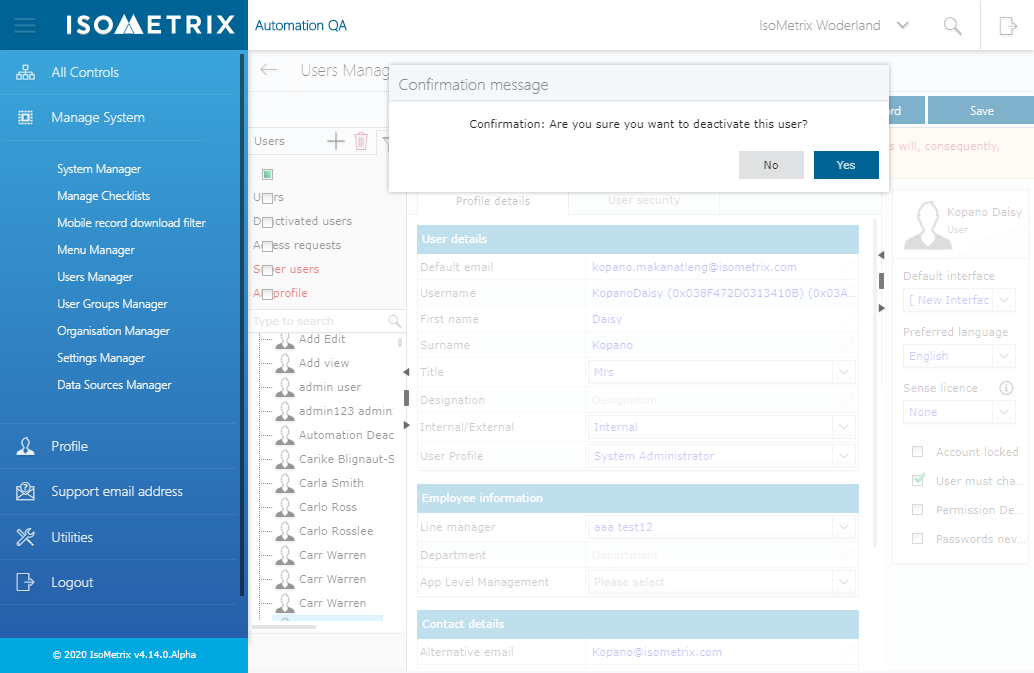 ISOMETRIX
Automation QA
IsoMetrix Woderland
All Controls
Manage System
System Manager
Manage Checklists
Mobile record download filter
Menu Manager
Users Manager
User Groups Manager
Organisation Manager
Settings Manager
Data Sources Manager
Profile
Support email address
Utilities
Logout
© 2020 IsoMetrix v4.14.0.Alpha
Users Manag
Confirmation message
Confirmation: Are you sure you want to deactivate this user?
No
Yes
rd
Save
s will, consequently,
Users
Users
Deactivated users
Access requests
Super users
App profile
Type to search
Add Edit
Add view
admin user
admin123 admin
Automation Deac
Carike Blignaut-S
Carla Smith
Carlo Ross
Carlo Rosslee
Carr Warren
Carr Warren
Carr Warren
Profile details
User security
User details
Default email
kopano.makanatleng@isometrix.com
Username
KopanoDaisy (0x038F472D0313410B) (0x03A...
First name
Daisy
Surname
Kopano
Title
Mrs
Designation
Designation
Internal/External
Internal
User Profile
System Administrator
Employee information
Line manager
aaa test12
Department
Department
App Level Management
Please select
Contact details
Alternative email
Kopano@isometrix.com
Kopano Daisy
User
Default interface
[ New Interfac
Preferred language
English
Sense licence
None
Account locked
User must cha...
Permission De...
Passwords nev...